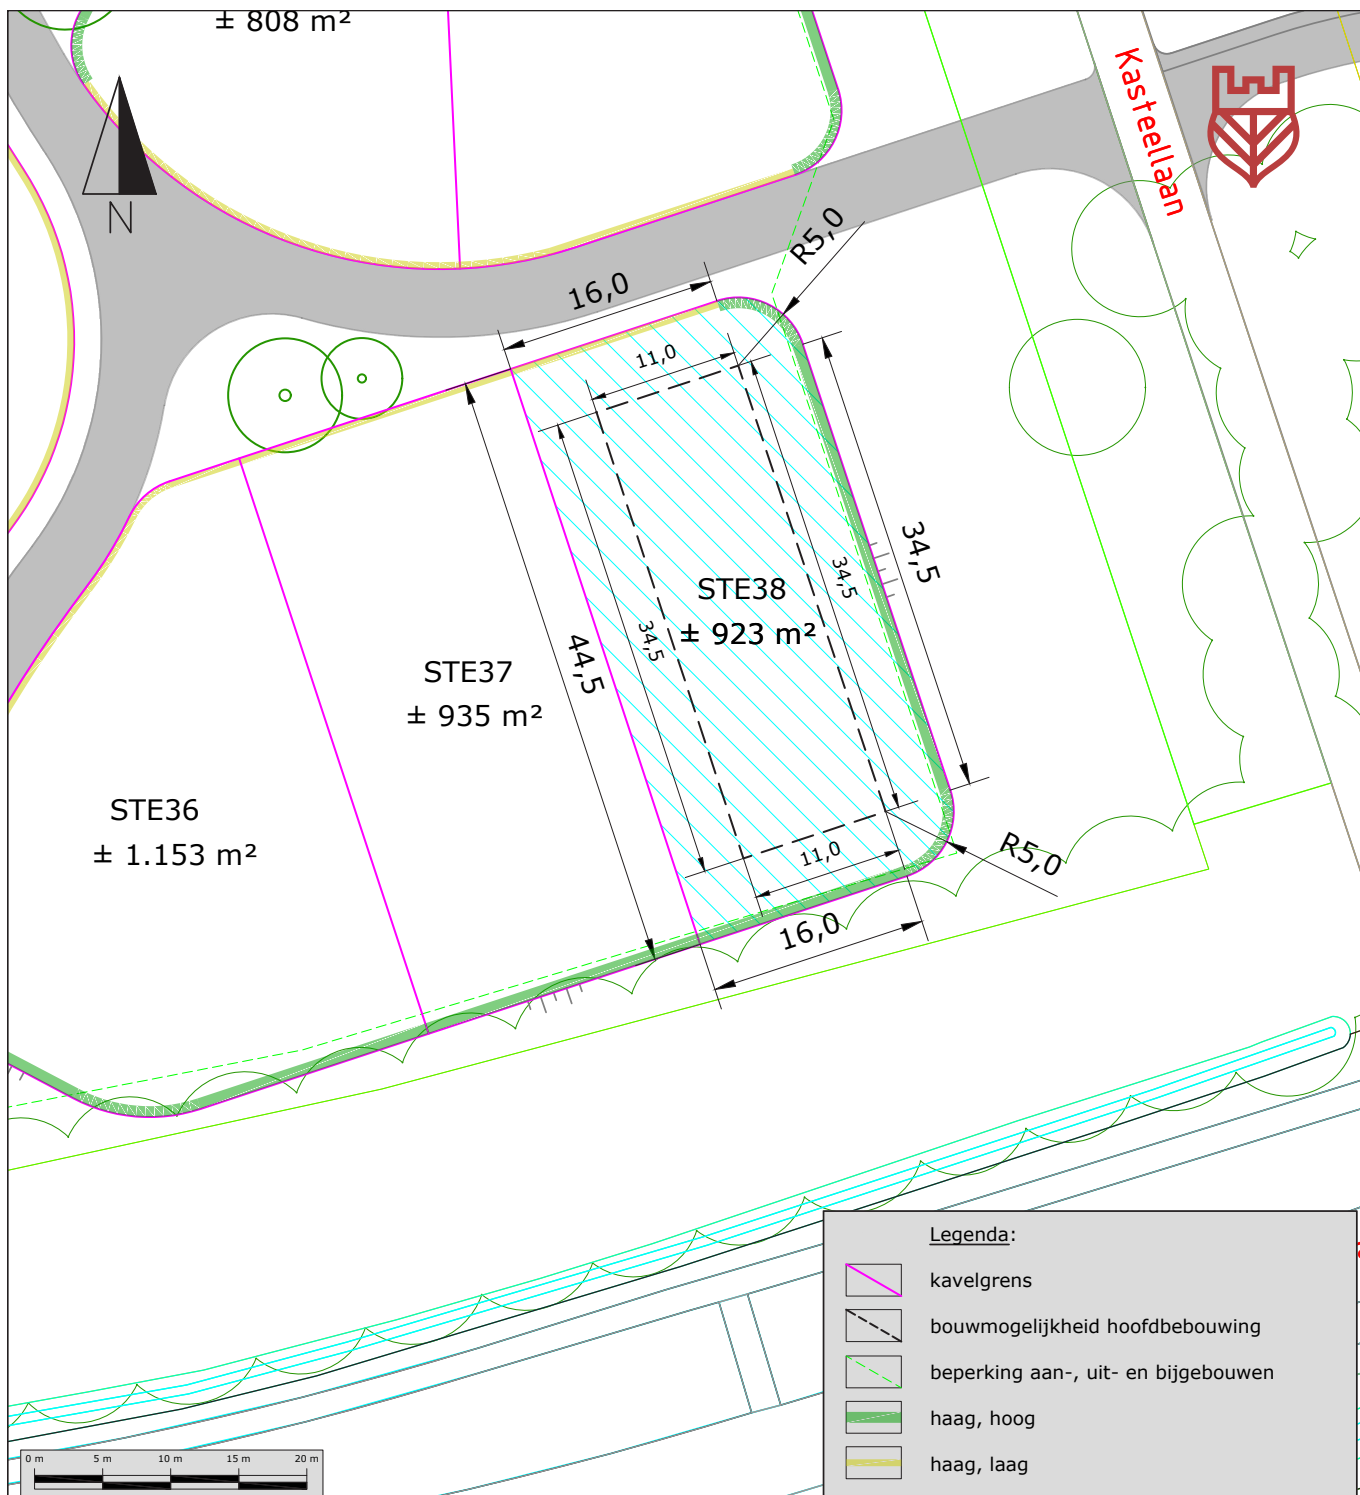 ± 808 m²
Kasteellaan
N
R5,0
16,0
11,0
34,5
34,5
34,5
44,5
STE38
± 923 m²
STE37
± 935 m²
STE36
± 1.153 m²
11,0
R5,0
16,0
Legenda:
kavelgrens
bouwmogelijkheid hoofdbebouwing
beperking aan-, uit- en bijgebouwen
haag, hoog
haag, laag
0 m 5 m 10 m 15 m 20 m